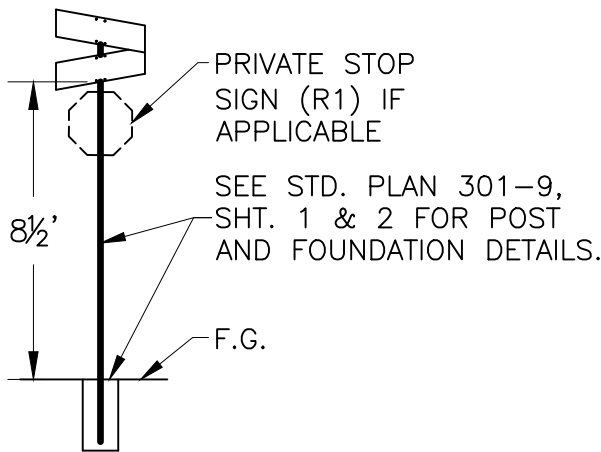 PRIVATE STOP
SIGN (R1) IF
APPLICABLE
SEE STD. PLAN 301-9,
SHT. 1 & 2 FOR POST
AND FOUNDATION DETAILS.
8½'
F.G.